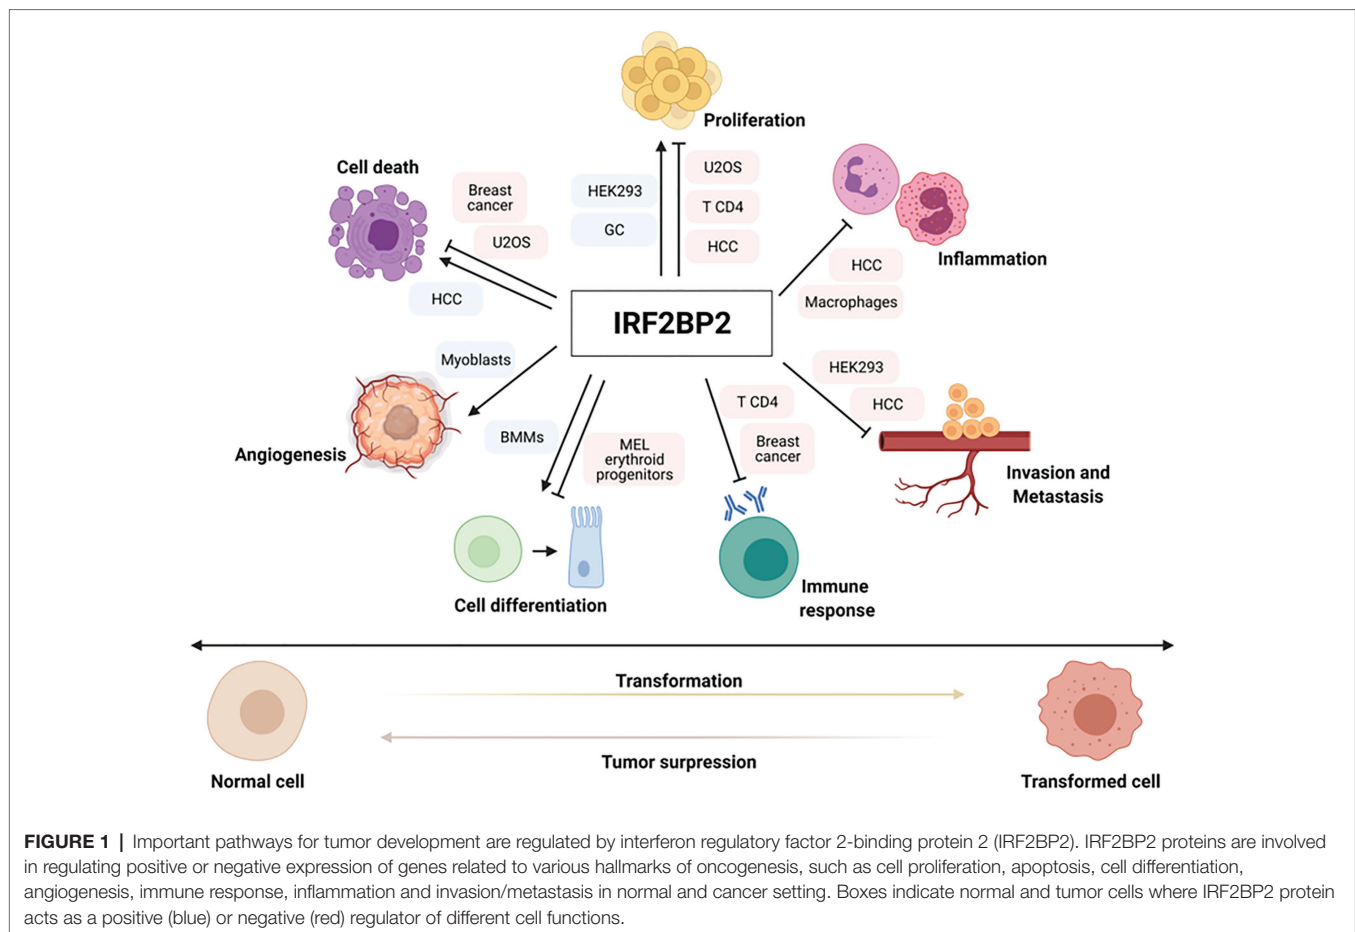 Proliferation
Cell death
Breast
cancer
U2OS
HCC
HEK293
GC
U2OS
T CD4
HCC
Inflammation
HCC
Macrophages
IRF2BP2
Myoblasts
Angiogenesis
BMMs
MEL
erythroid
progenitors
T CD4
Breast
cancer
HEK293
HCC
Invasion and
Metastasis
Cell differentiation
Immune
response
Transformation
Tumor surpression
Normal cell
Transformed cell
FIGURE 1 | Important pathways for tumor development are regulated by interferon regulatory factor 2-binding protein 2 (IRF2BP2). IRF2BP2 proteins are involved
in regulating positive or negative expression of genes related to various hallmarks of oncogenesis, such as cell proliferation, apoptosis, cell differentiation,
angiogenesis, immune response, inflammation and invasion/metastasis in normal and cancer setting. Boxes indicate normal and tumor cells where IRF2BP2 protein
acts as a positive (blue) or negative (red) regulator of different cell functions.